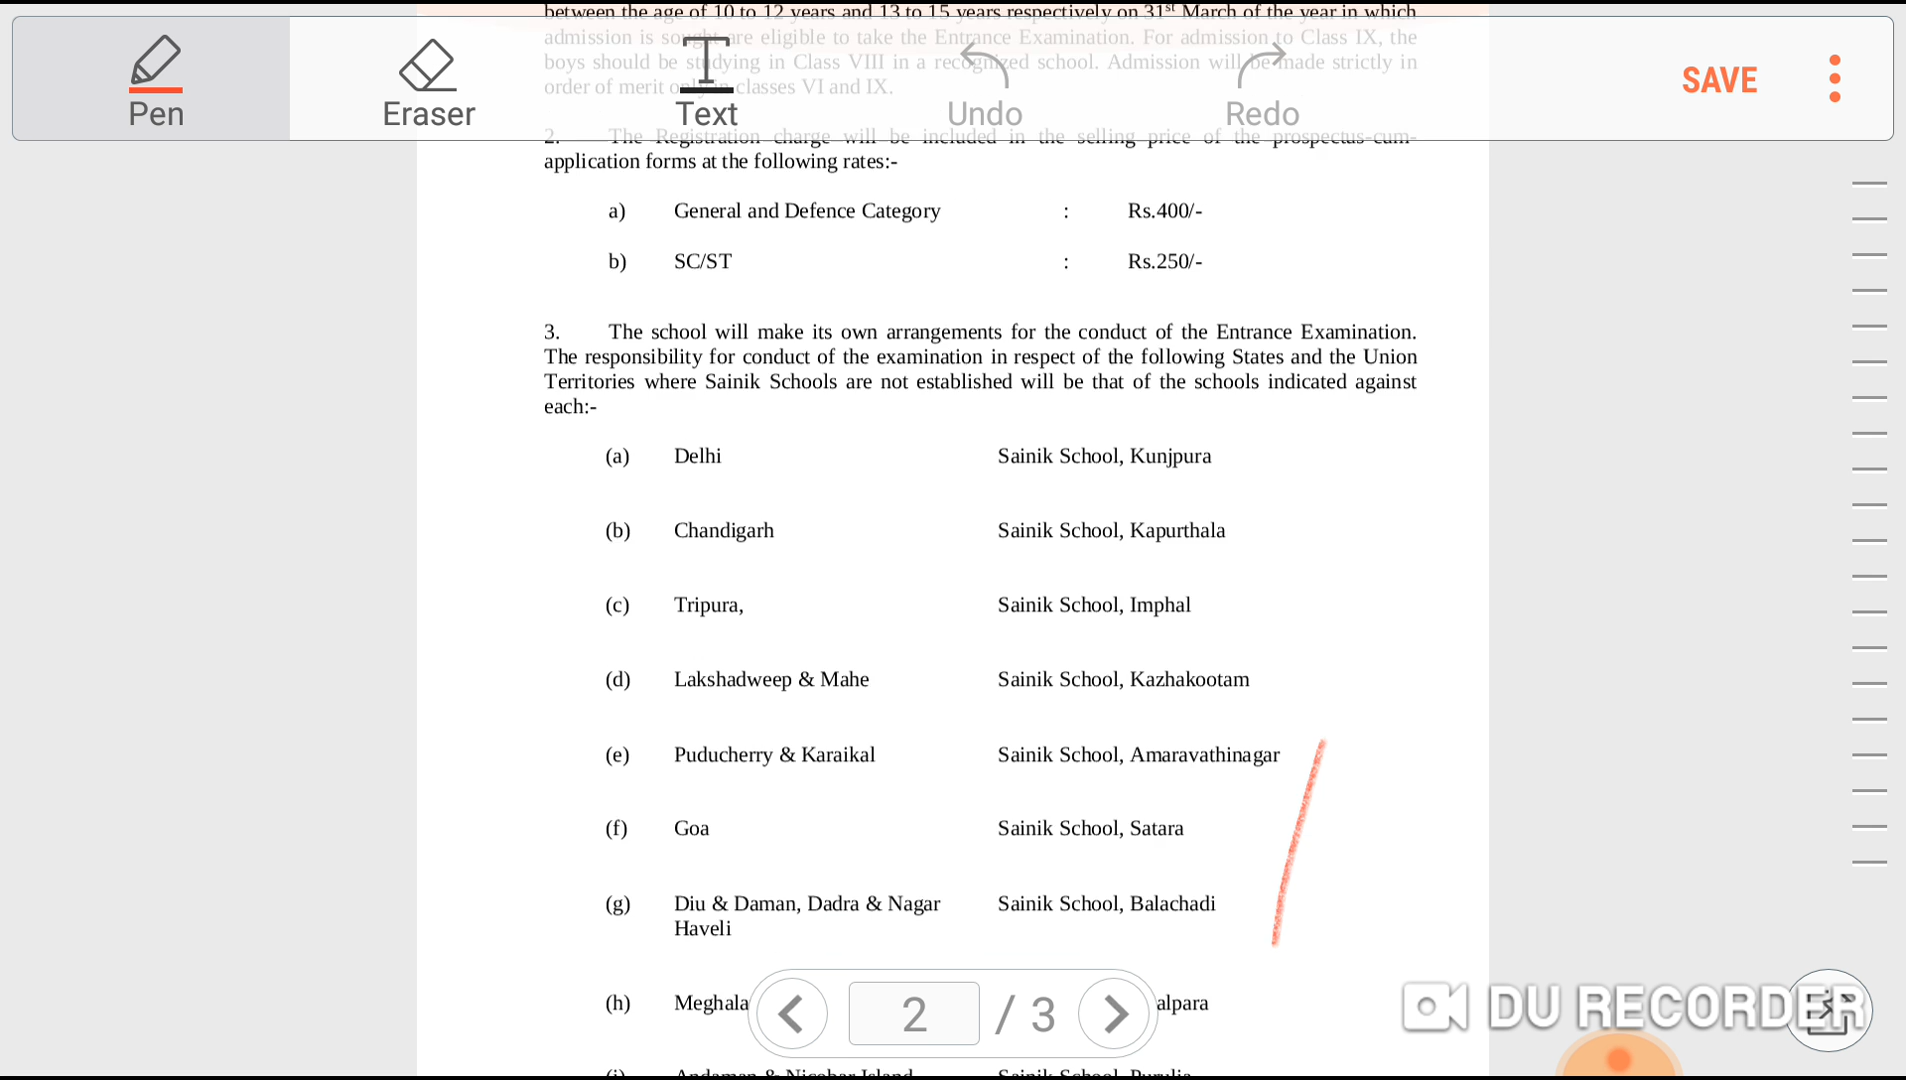 between the age of 10 to 12 years and 13 to 15 years respectively on 31st March of the year in which
admission is sought are eligible to take the Entrance Examination. For admission to Class IX, the
boys should be studying in Class VIII in a recognized school. Admission will be made strictly in
order of merit only in classes VI and IX.
Pen
Eraser
Text
Undo
Redo
SAVE
2. The Registration charge will be included in the selling price of the prospectus-cum-
application forms at the following rates:-
a) General and Defence Category : Rs.400/-
b) SC/ST : Rs.250/-
3. The school will make its own arrangements for the conduct of the Entrance Examination.
The responsibility for conduct of the examination in respect of the following States and the Union
Territories where Sainik Schools are not established will be that of the schools indicated against
each:-
(a) Delhi Sainik School, Kunjpura
(b) Chandigarh Sainik School, Kapurthala
(c) Tripura, Sainik School, Imphal
(d) Lakshadweep & Mahe Sainik School, Kazhakootam
(e) Puducherry & Karaikal Sainik School, Amaravathinagar
(f) Goa Sainik School, Satara
(g) Diu & Daman, Dadra & Nagar Sainik School, Balachadi
Haveli
(h) Meghala alpara
2 / 3
DU RECORDER
(i) Andaman & Nicobar Island Sainik School, Purulia